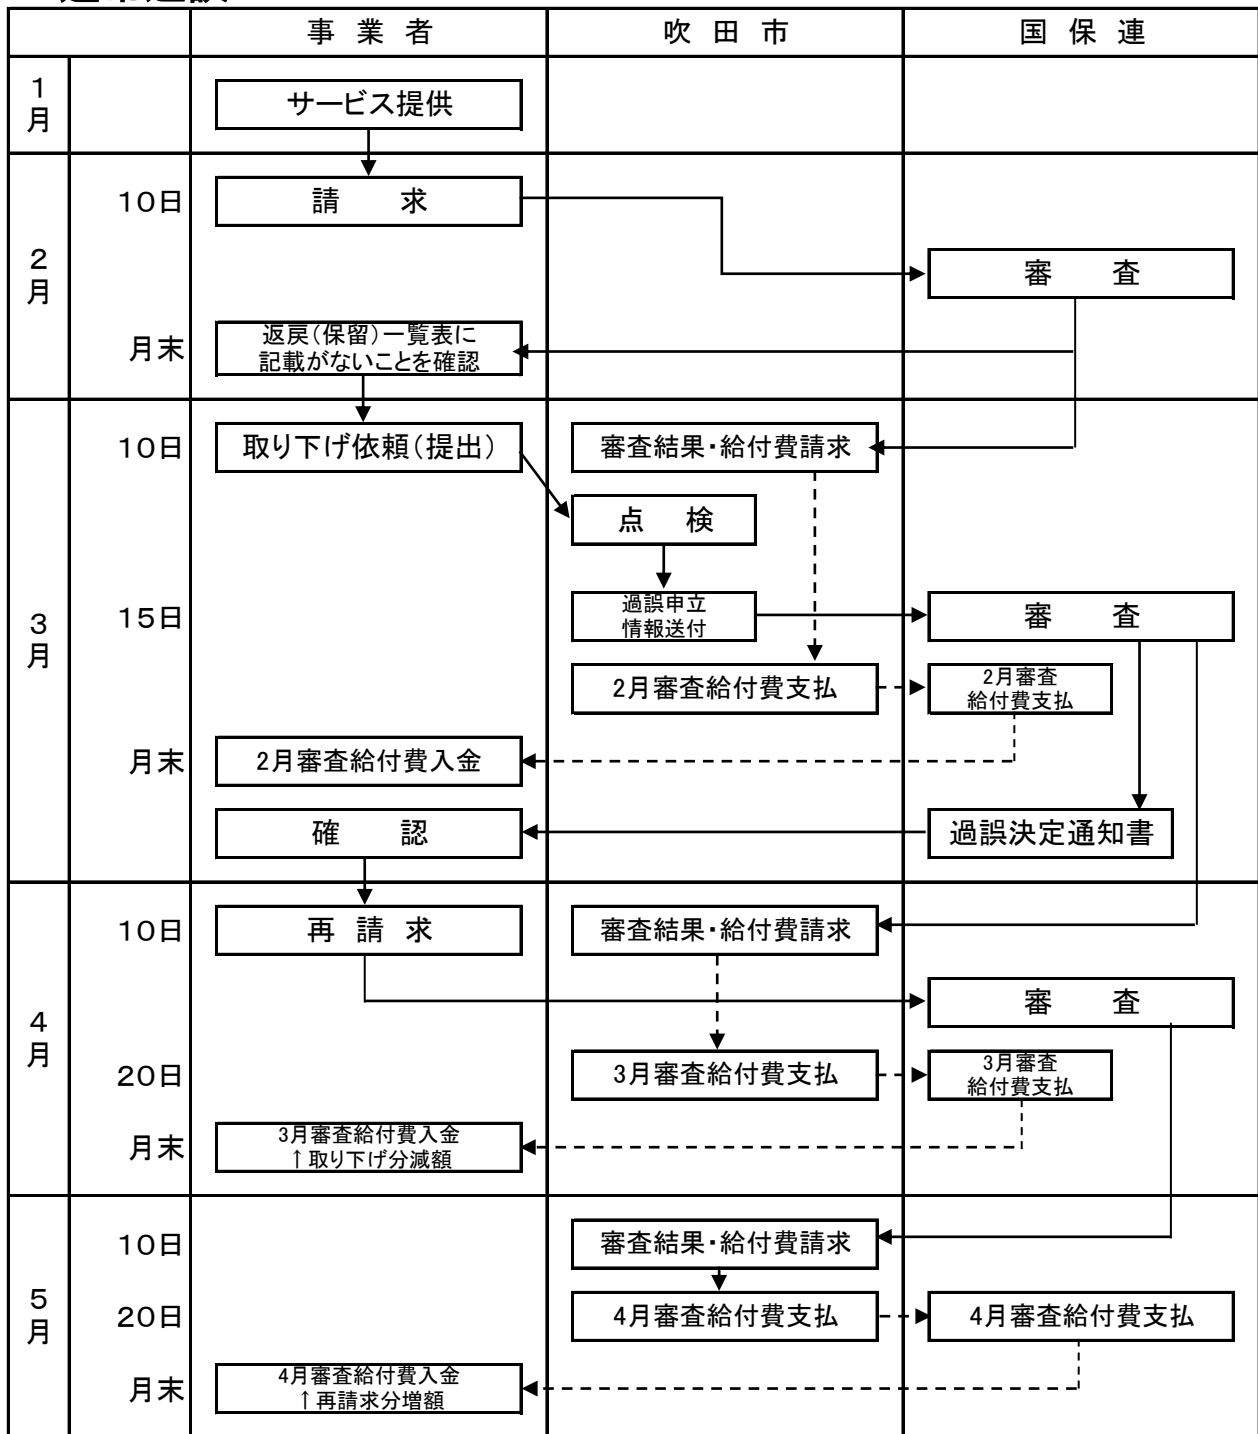 事 業 者
吹 田 市
国 保 連
1
月
サービス提供
2
月
10日
請 求
審 査
月末
返戻(保留)一覧表に
記載がないことを確認
3
月
10日
取り下げ依頼(提出)
審査結果・給付費請求
点 検
15日
過誤申立
情報送付
審 査
2月審査給付費支払
2月審査
給付費支払
月末
2月審査給付費入金
確 認
過誤決定通知書
4
月
10日
再 請 求
審査結果・給付費請求
審 査
20日
3月審査給付費支払
3月審査
給付費支払
月末
3月審査給付費入金
↑取り下げ分減額
5
月
10日
審査結果・給付費請求
20日
4月審査給付費支払
4月審査給付費支払
月末
4月審査給付費入金
↑再請求分増額